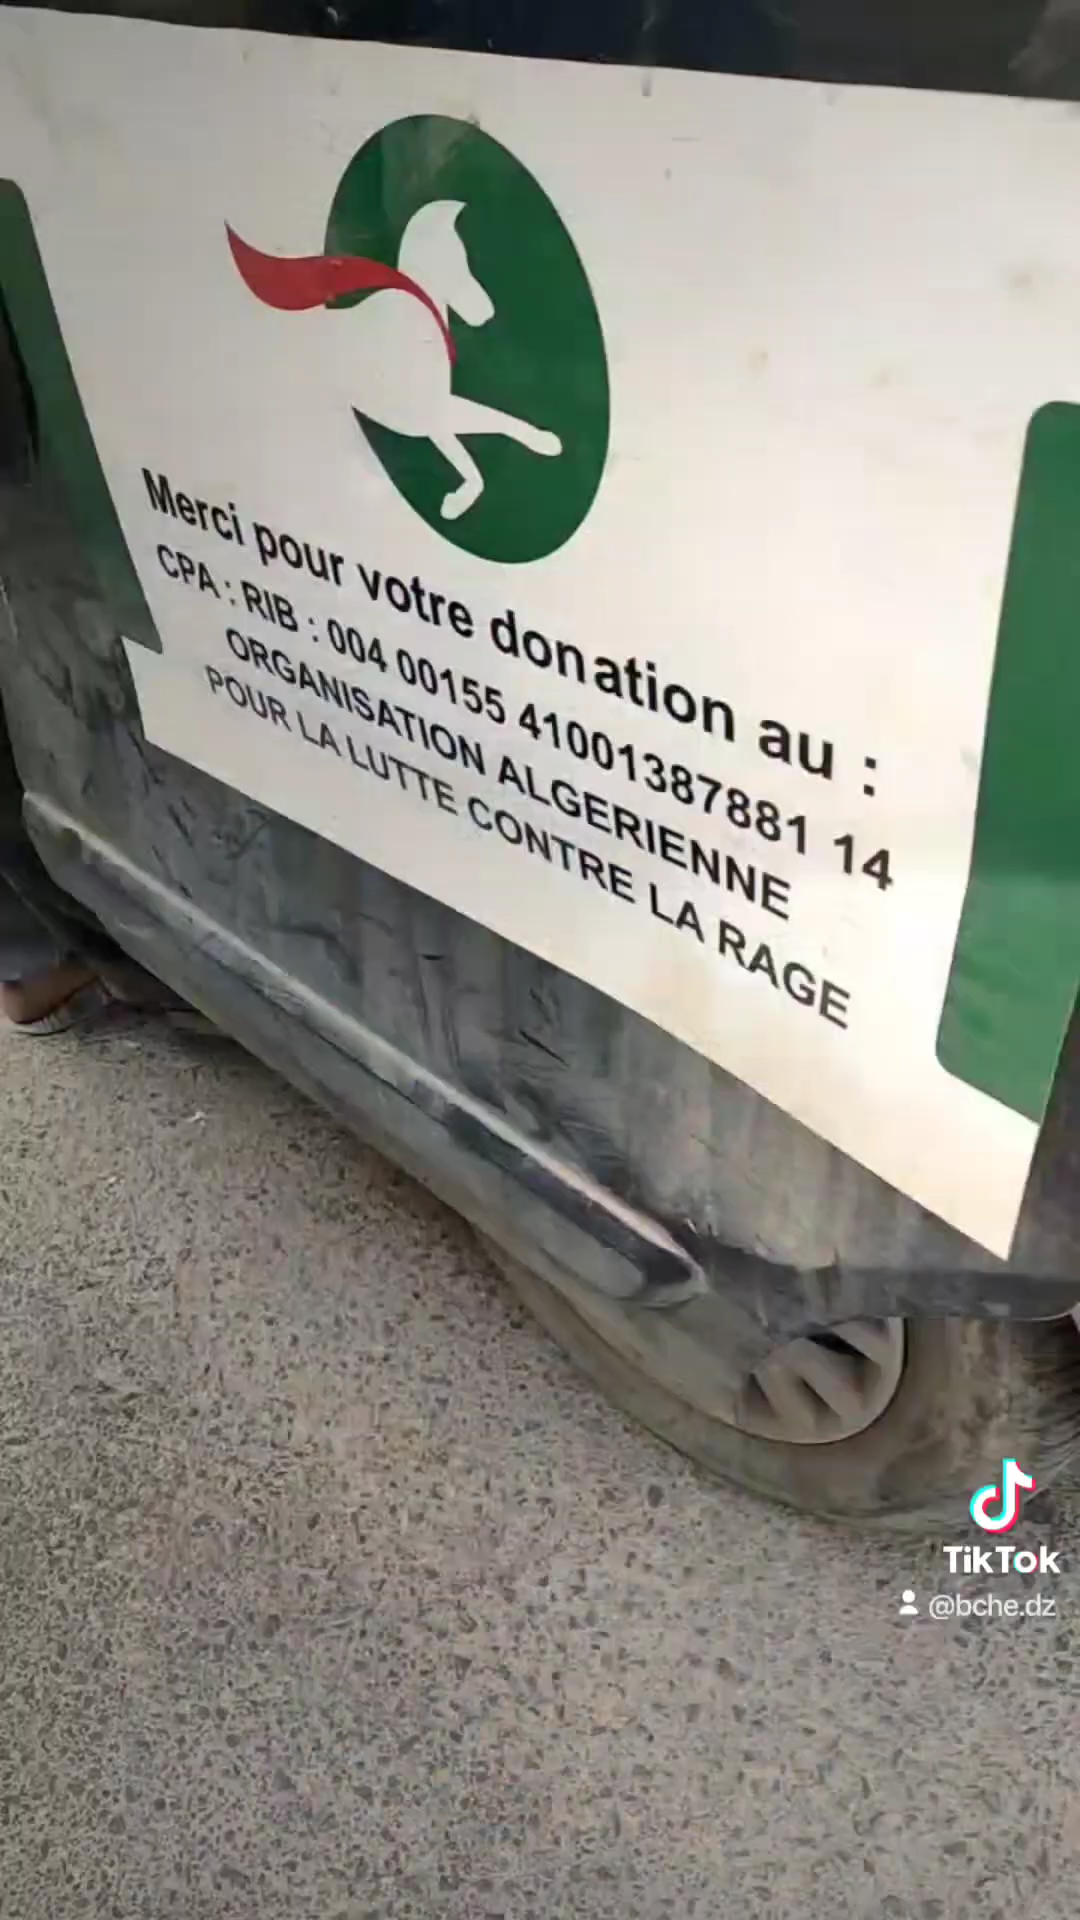 Merci pour votre donation au :
CPA : RIB : 004 00155 41001387881 14
ORGANISATION ALGERIENNE
POUR LA LUTTE CONTRE LA RAGE
TikTok
@bche.dz